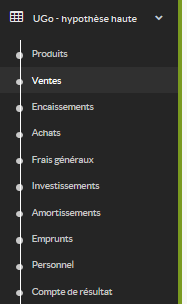 UGo - hypothèse haute
Produits
Ventes
Encaissements
Achats
Frais généraux
Investissements
Amortissements
Emprunts
Personnel
Compte de résultat